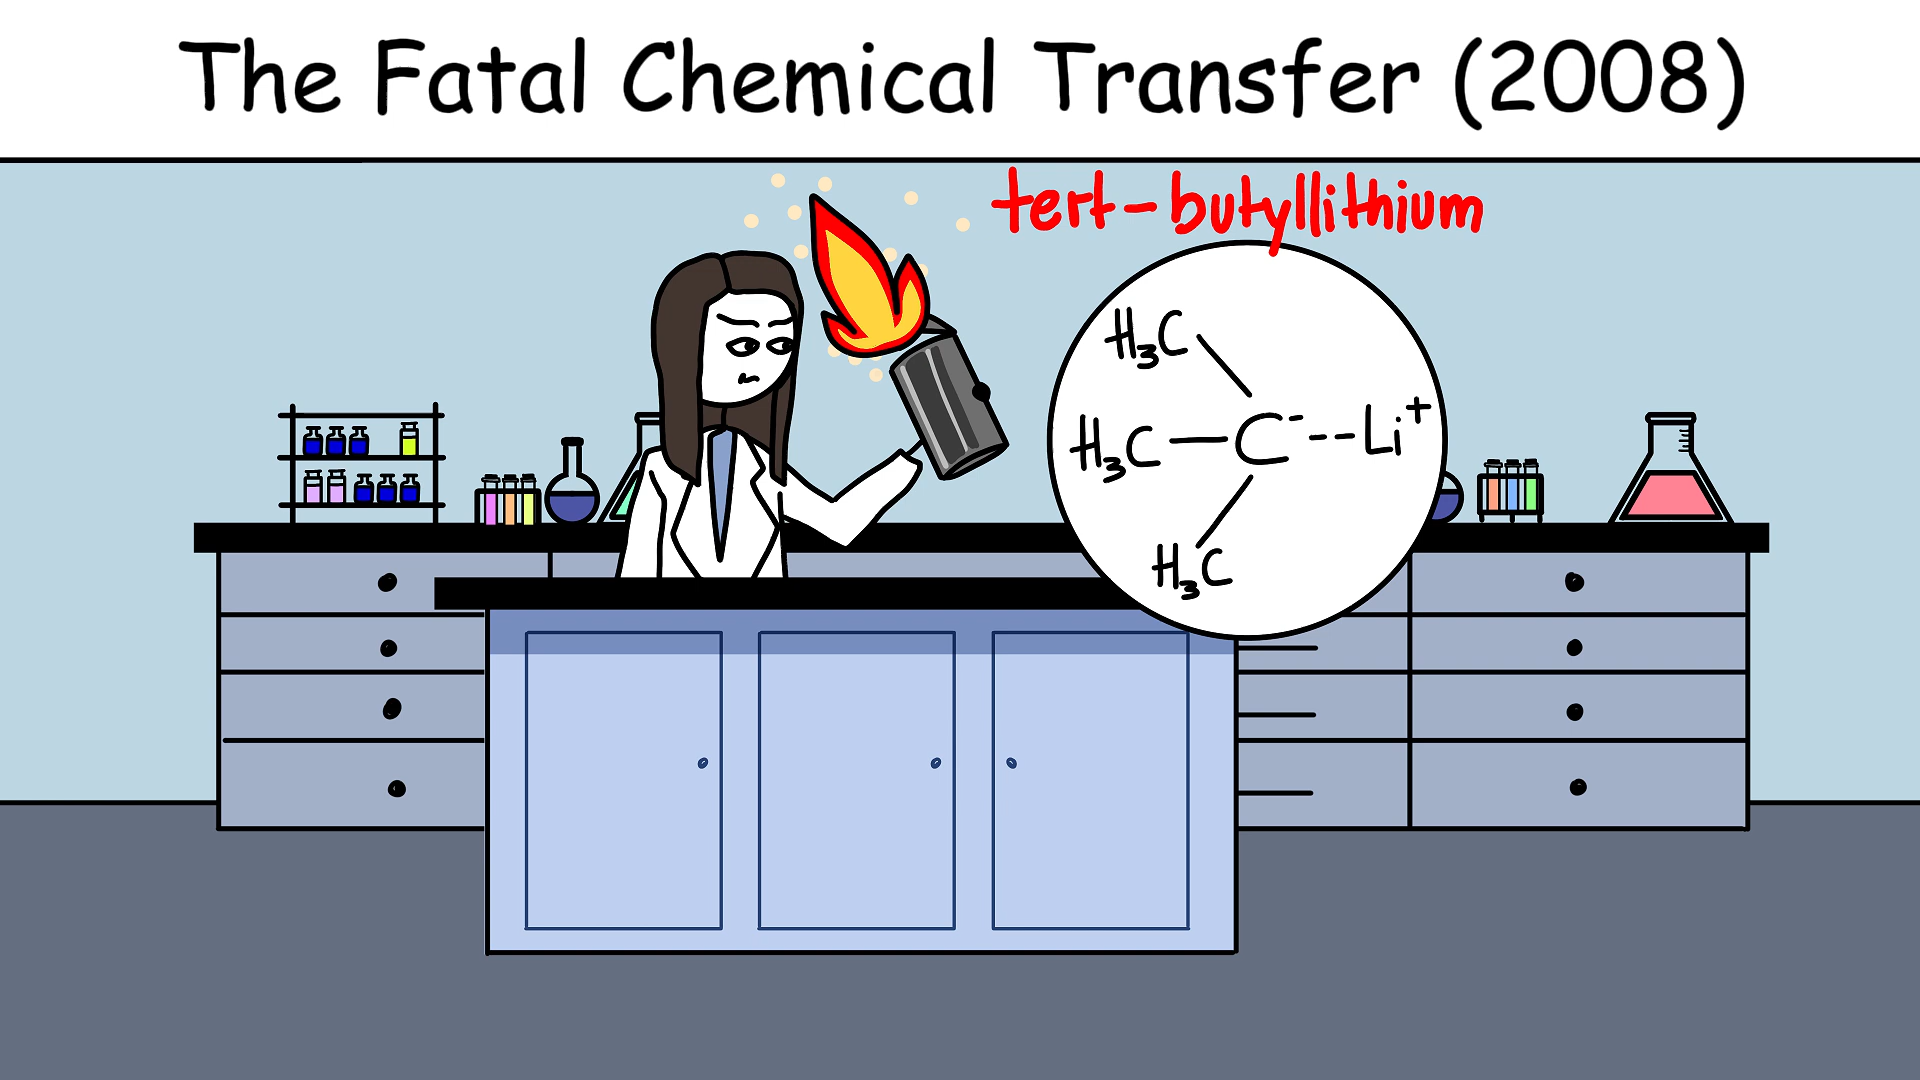 The Fatal Chemical Transfer (2008)
tert-butyllithium
H₃C
H₃C — C⁻ --- Li⁺
H₃C